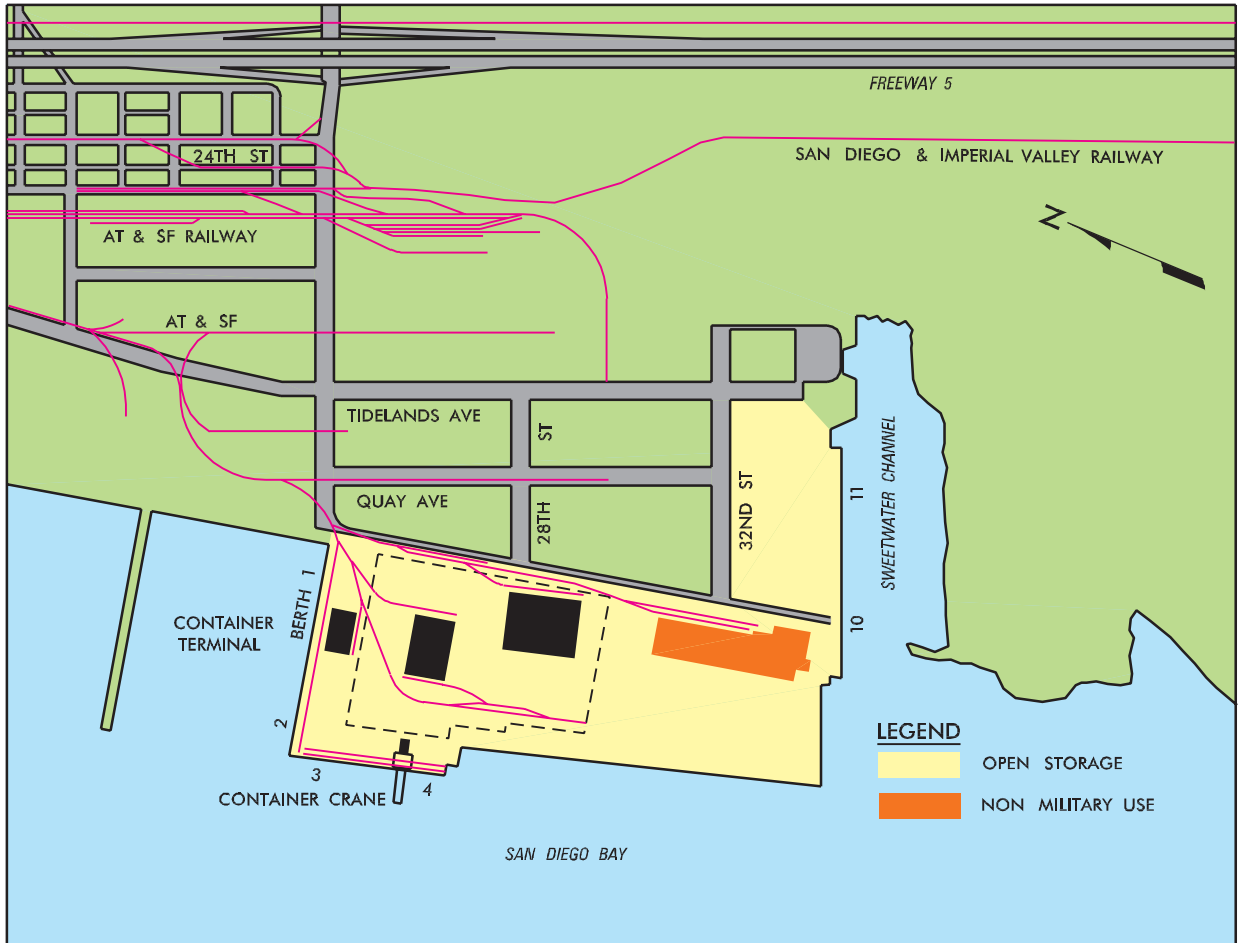 FREEWAY 5
24TH ST
SAN DIEGO & IMPERIAL VALLEY RAILWAY
N
AT & SF RAILWAY
AT & SF
TIDELANDS AVE
ST
QUAY AVE
28TH
32ND ST
11
SWEETWATER CHANNEL
10
BERTH 1
CONTAINER
TERMINAL
2
3
4
CONTAINER CRANE
LEGEND
OPEN STORAGE
NON MILITARY USE
SAN DIEGO BAY